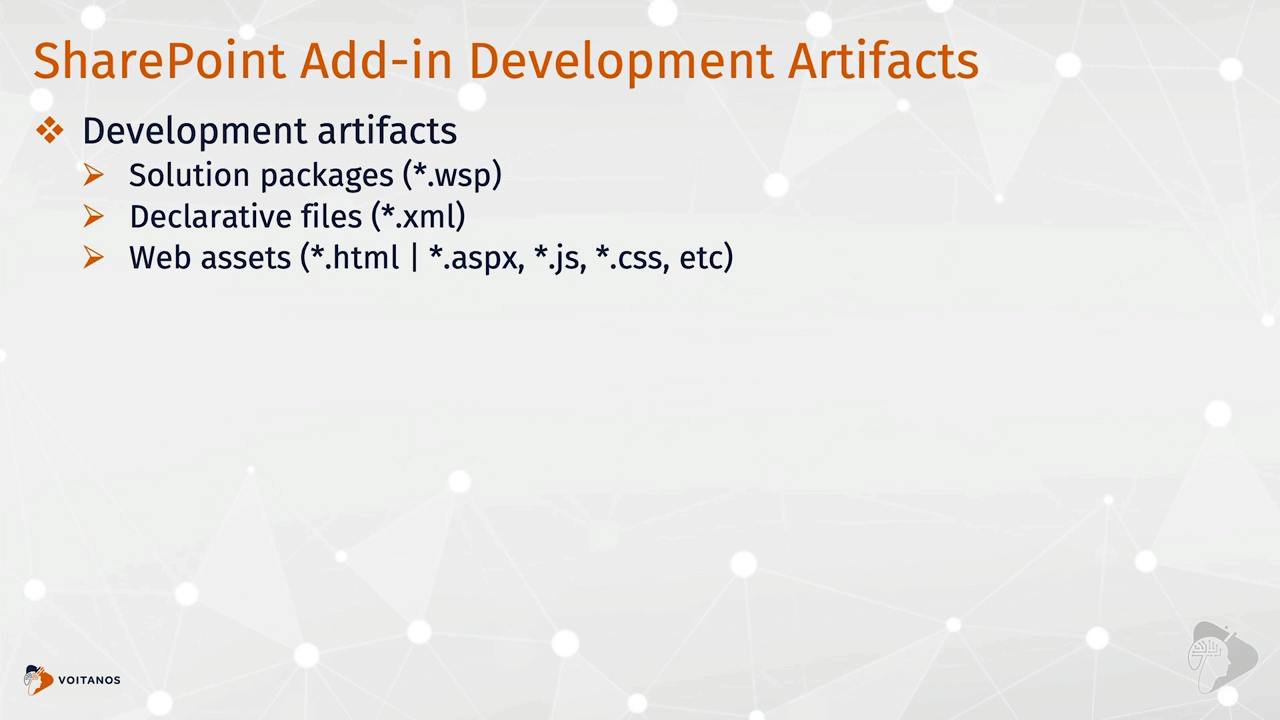 SharePoint Add-in Development Artifacts
Development artifacts
Solution packages (*.wsp)
Declarative files (*.xml)
Web assets (*.html | *.aspx, *.js, *.css, etc)
VOITANOS